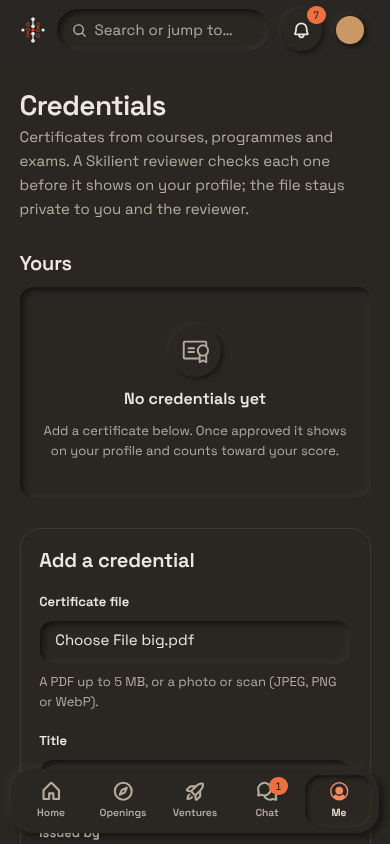 Search or jump to...
7
Credentials
Certificates from courses, programmes and
exams. A Skilient reviewer checks each one
before it shows on your profile; the file stays
private to you and the reviewer.
Yours
No credentials yet
Add a certificate below. Once approved it shows
on your profile and counts toward your score.
Add a credential
Certificate file
Choose File big.pdf
A PDF up to 5 MB, or a photo or scan (JPEG, PNG
or WebP).
Title
1
Home
Openings
Ventures
Chat
Me
Issued by